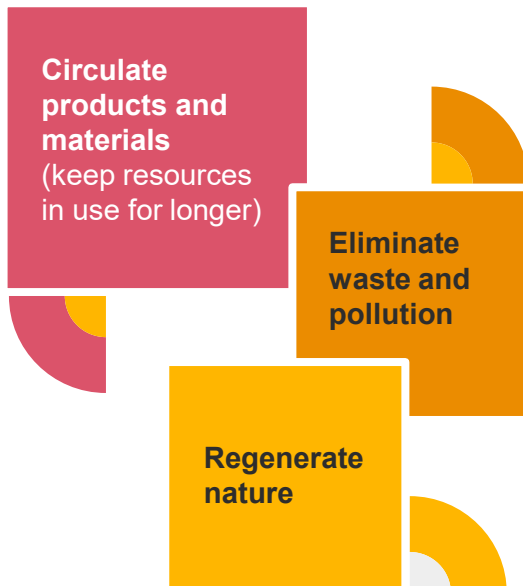 Circulate
products and
materials
(keep resources
in use for longer)
Eliminate
waste and
pollution
Regenerate
nature